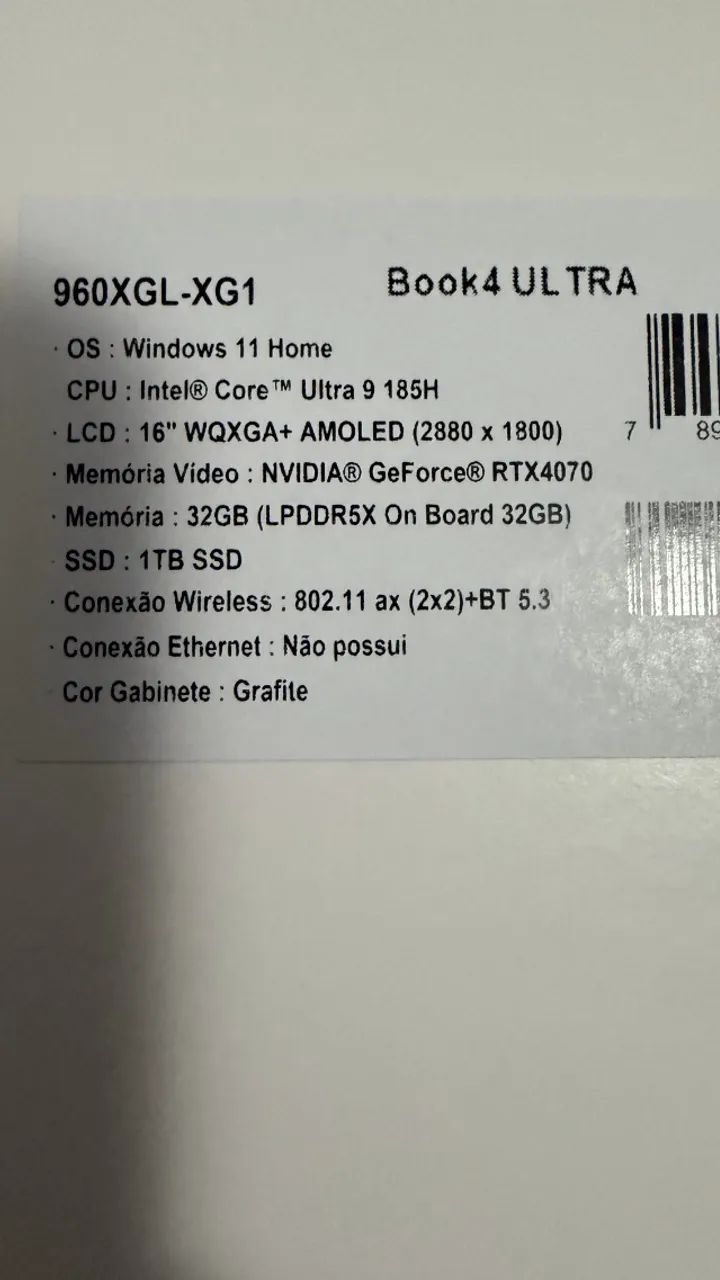 960XGL-XG1 Book4 ULTRA
· OS : Windows 11 Home
CPU : Intel® Core™ Ultra 9 185H
· LCD : 16" WQXGA+ AMOLED (2880 x 1800)
· Memória Vídeo : NVIDIA® GeForce® RTX4070
· Memória : 32GB (LPDDR5X On Board 32GB)
· SSD : 1TB SSD
· Conexão Wireless : 802.11 ax (2x2)+BT 5.3
· Conexão Ethernet : Não possui
Cor Gabinete : Grafite
7 89